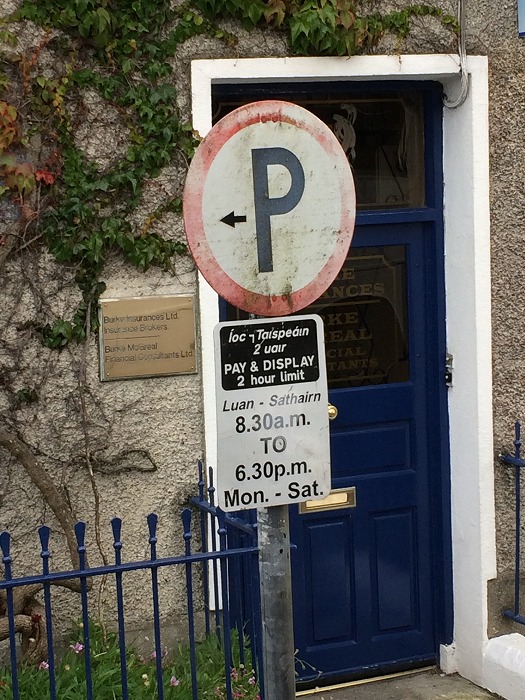 P
Burke Insurances Ltd.
Insurance Brokers
Burke McGreal
Financial Consultants Ltd.
Íoc ⁊ Taispeáin
2 uair
PAY & DISPLAY
2 hour limit
Luan - Sathairn
8.30a.m.
TO
6.30p.m.
Mon. - Sat.